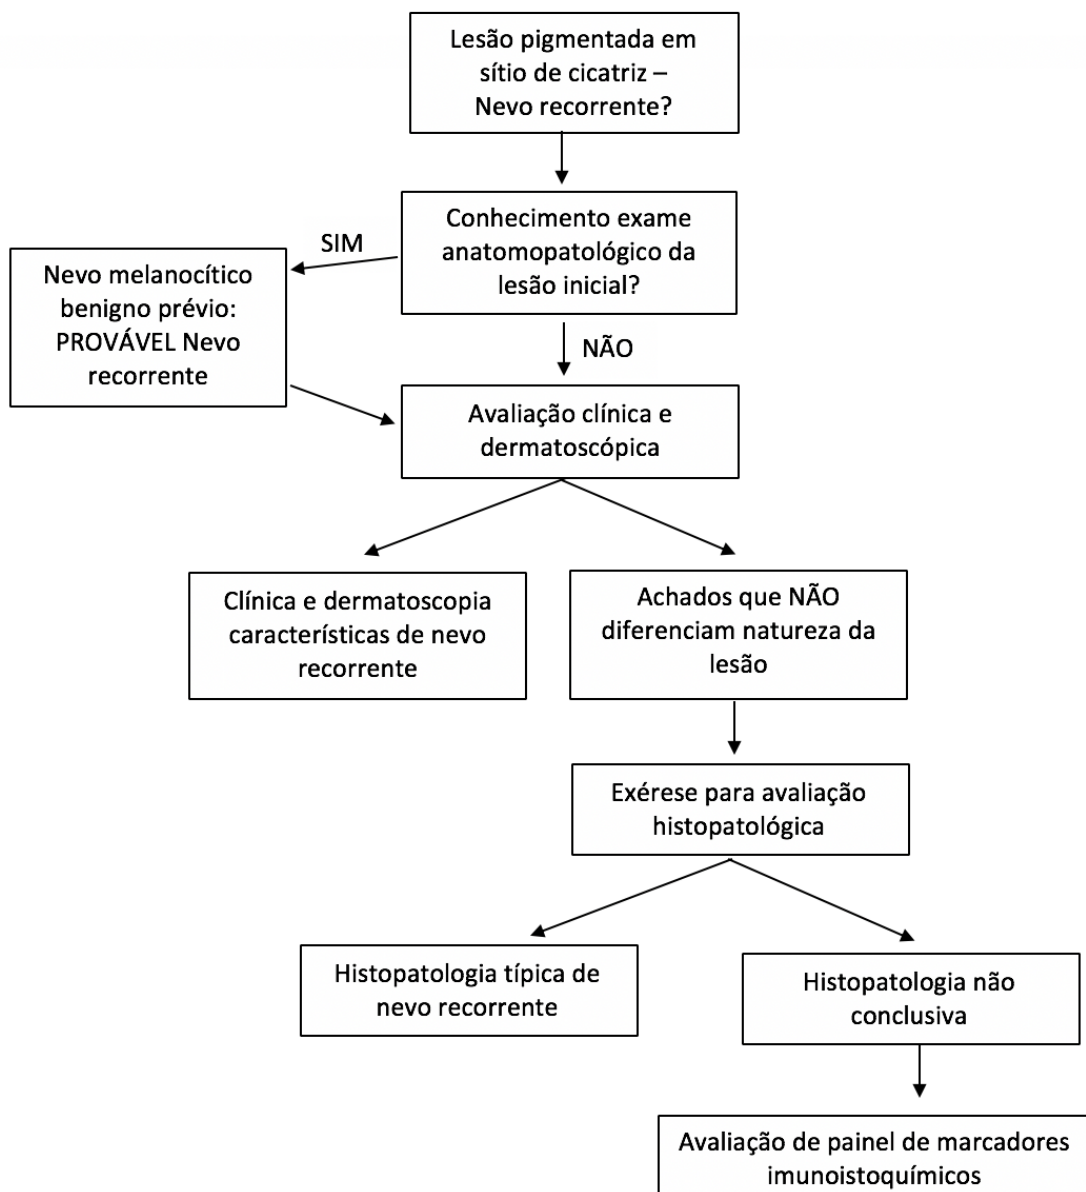 Lesão pigmentada em
sítio de cicatriz –
Nevo recorrente?
Conhecimento exame
anatomopatológico da
lesão inicial?
SIM
Nevo melanocítico
benigno prévio:
PROVÁVEL Nevo
recorrente
NÃO
Avaliação clínica e
dermatoscópica
Clínica e dermatoscopia
características de nevo
recorrente
Achados que NÃO
diferenciam natureza da
lesão
Exérese para avaliação
histopatológica
Histopatologia típica de
nevo recorrente
Histopatologia não
conclusiva
Avaliação de painel de marcadores
imunoistoquímicos